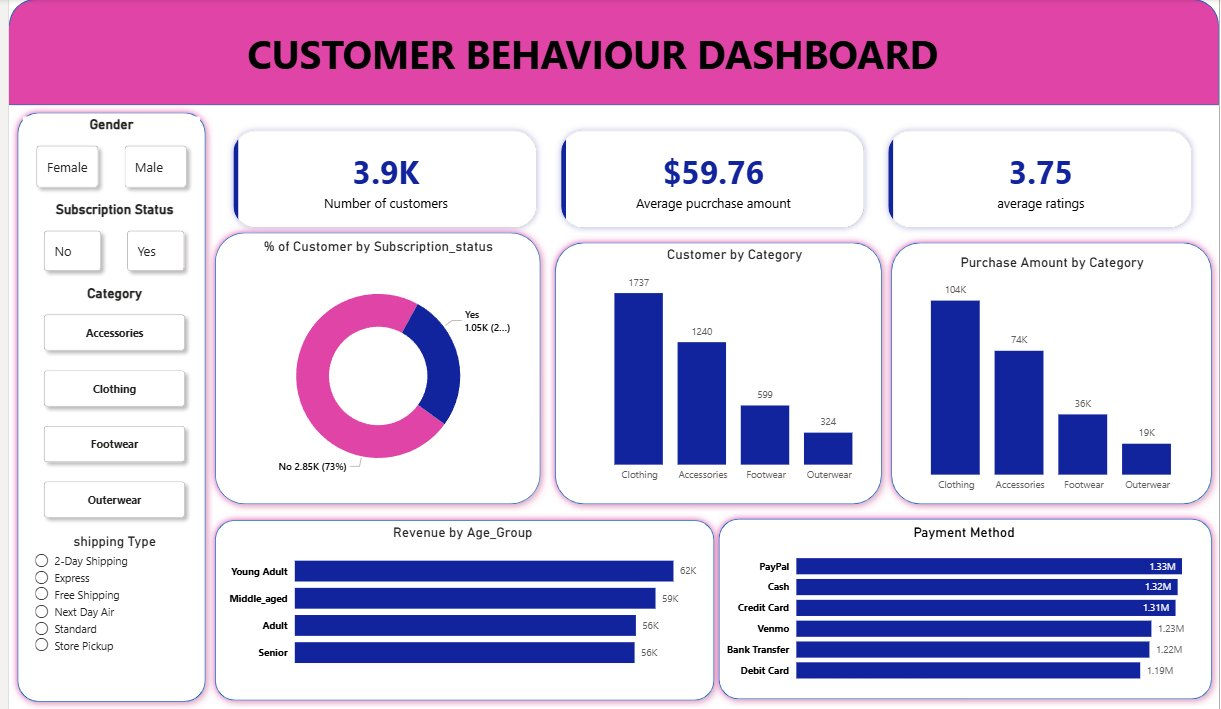 CUSTOMER BEHAVIOUR DASHBOARD
Gender
Female
Male
Subscription Status
No
Yes
Category
Accessories
Clothing
Footwear
Outerwear
shipping Type
2-Day Shipping
Express
Free Shipping
Next Day Air
Standard
Store Pickup
3.9K
Number of customers
$59.76
Average pucrchase amount
3.75
average ratings
% of Customer by Subscription_status
Yes
1.05K (2...)
No 2.85K (73%)
Customer by Category
1737
1240
599
324
Clothing
Accessories
Footwear
Outerwear
Purchase Amount by Category
104K
74K
36K
19K
Clothing
Accessories
Footwear
Outerwear
Revenue by Age_Group
Young Adult 62K
Middle_aged 59K
Adult 56K
Senior 56K
Payment Method
PayPal 1.33M
Cash 1.32M
Credit Card 1.31M
Venmo 1.23M
Bank Transfer 1.22M
Debit Card 1.19M